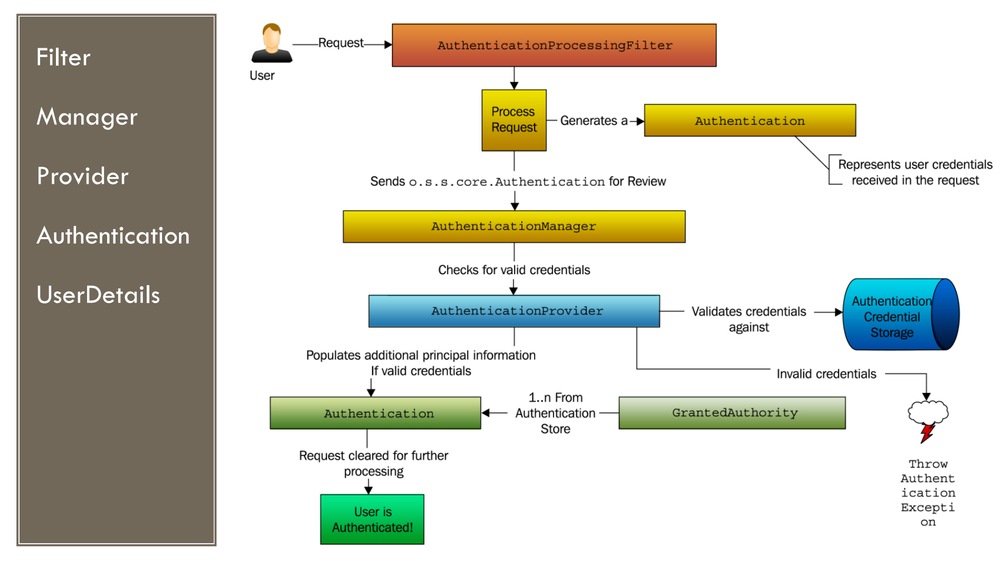 Filter
Manager
Provider
Authentication
UserDetails
User
Request
AuthenticationProcessingFilter
Process
Request
Generates a
Authentication
Represents user credentials
received in the request
Sends o.s.s.core.Authentication for Review
AuthenticationManager
Checks for valid credentials
AuthenticationProvider
Validates credentials
against
Authentication
Credential
Storage
Populates additional principal information
If valid credentials
Invalid credentials
Authentication
1..n From
Authentication
Store
GrantedAuthority
Request cleared for further
processing
Throw
Authent
ication
Excepti
on
User is
Authenticated!